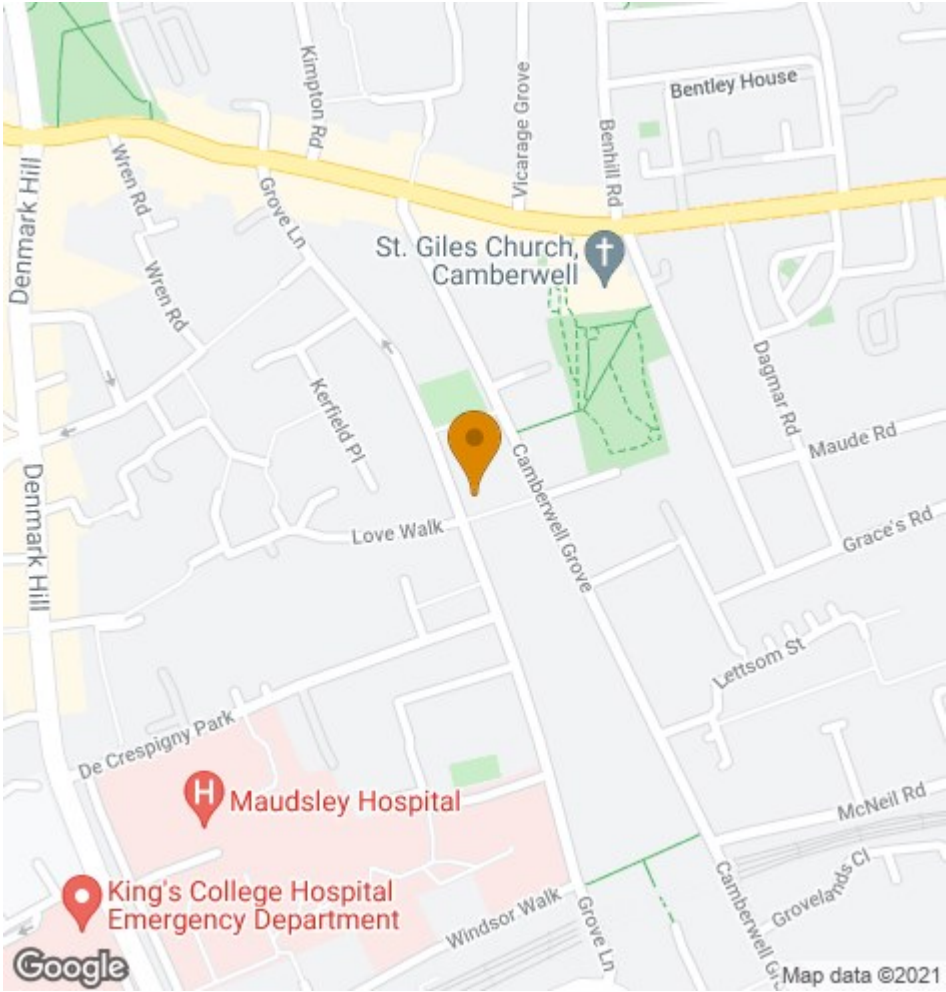 Kimpton Rd
Vicarage Grove
Benhill Rd
Bentley House
Denmark Hill
Wren Rd
Grove Ln
St. Giles Church,
Camberwell
Wren Rd
Kerfield Pl
Dagmar Rd
Maude Rd
Denmark Hill
Love Walk
Camberwell Grove
Grace's Rd
Lettsom St
De Crespigny Park
H
Maudsley Hospital
McNeil Rd
King's College Hospital
Emergency Department
Windsor Walk
Grove Ln
Camberwell Gr
Grovelands Cl
Google
Map data ©2021